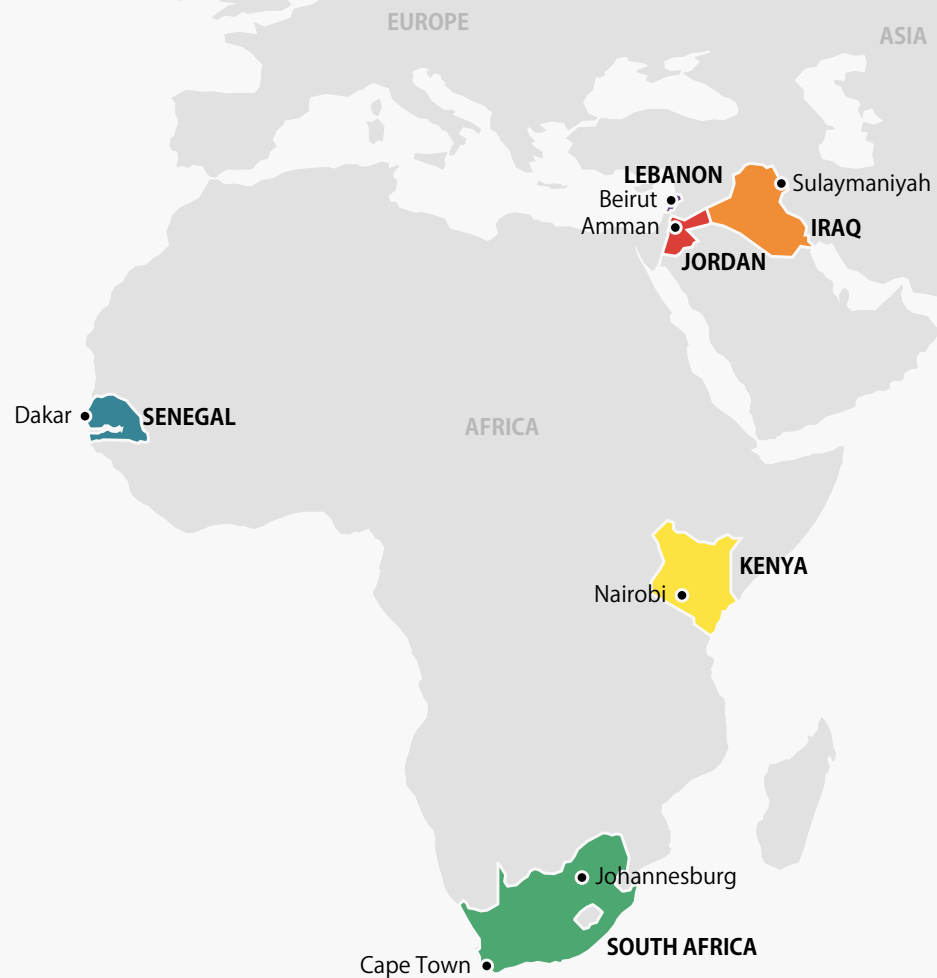 EUROPE
ASIA
LEBANON
Beirut
Sulaymaniyah
Amman
IRAQ
JORDAN
Dakar
SENEGAL
AFRICA
KENYA
Nairobi
Johannesburg
SOUTH AFRICA
Cape Town